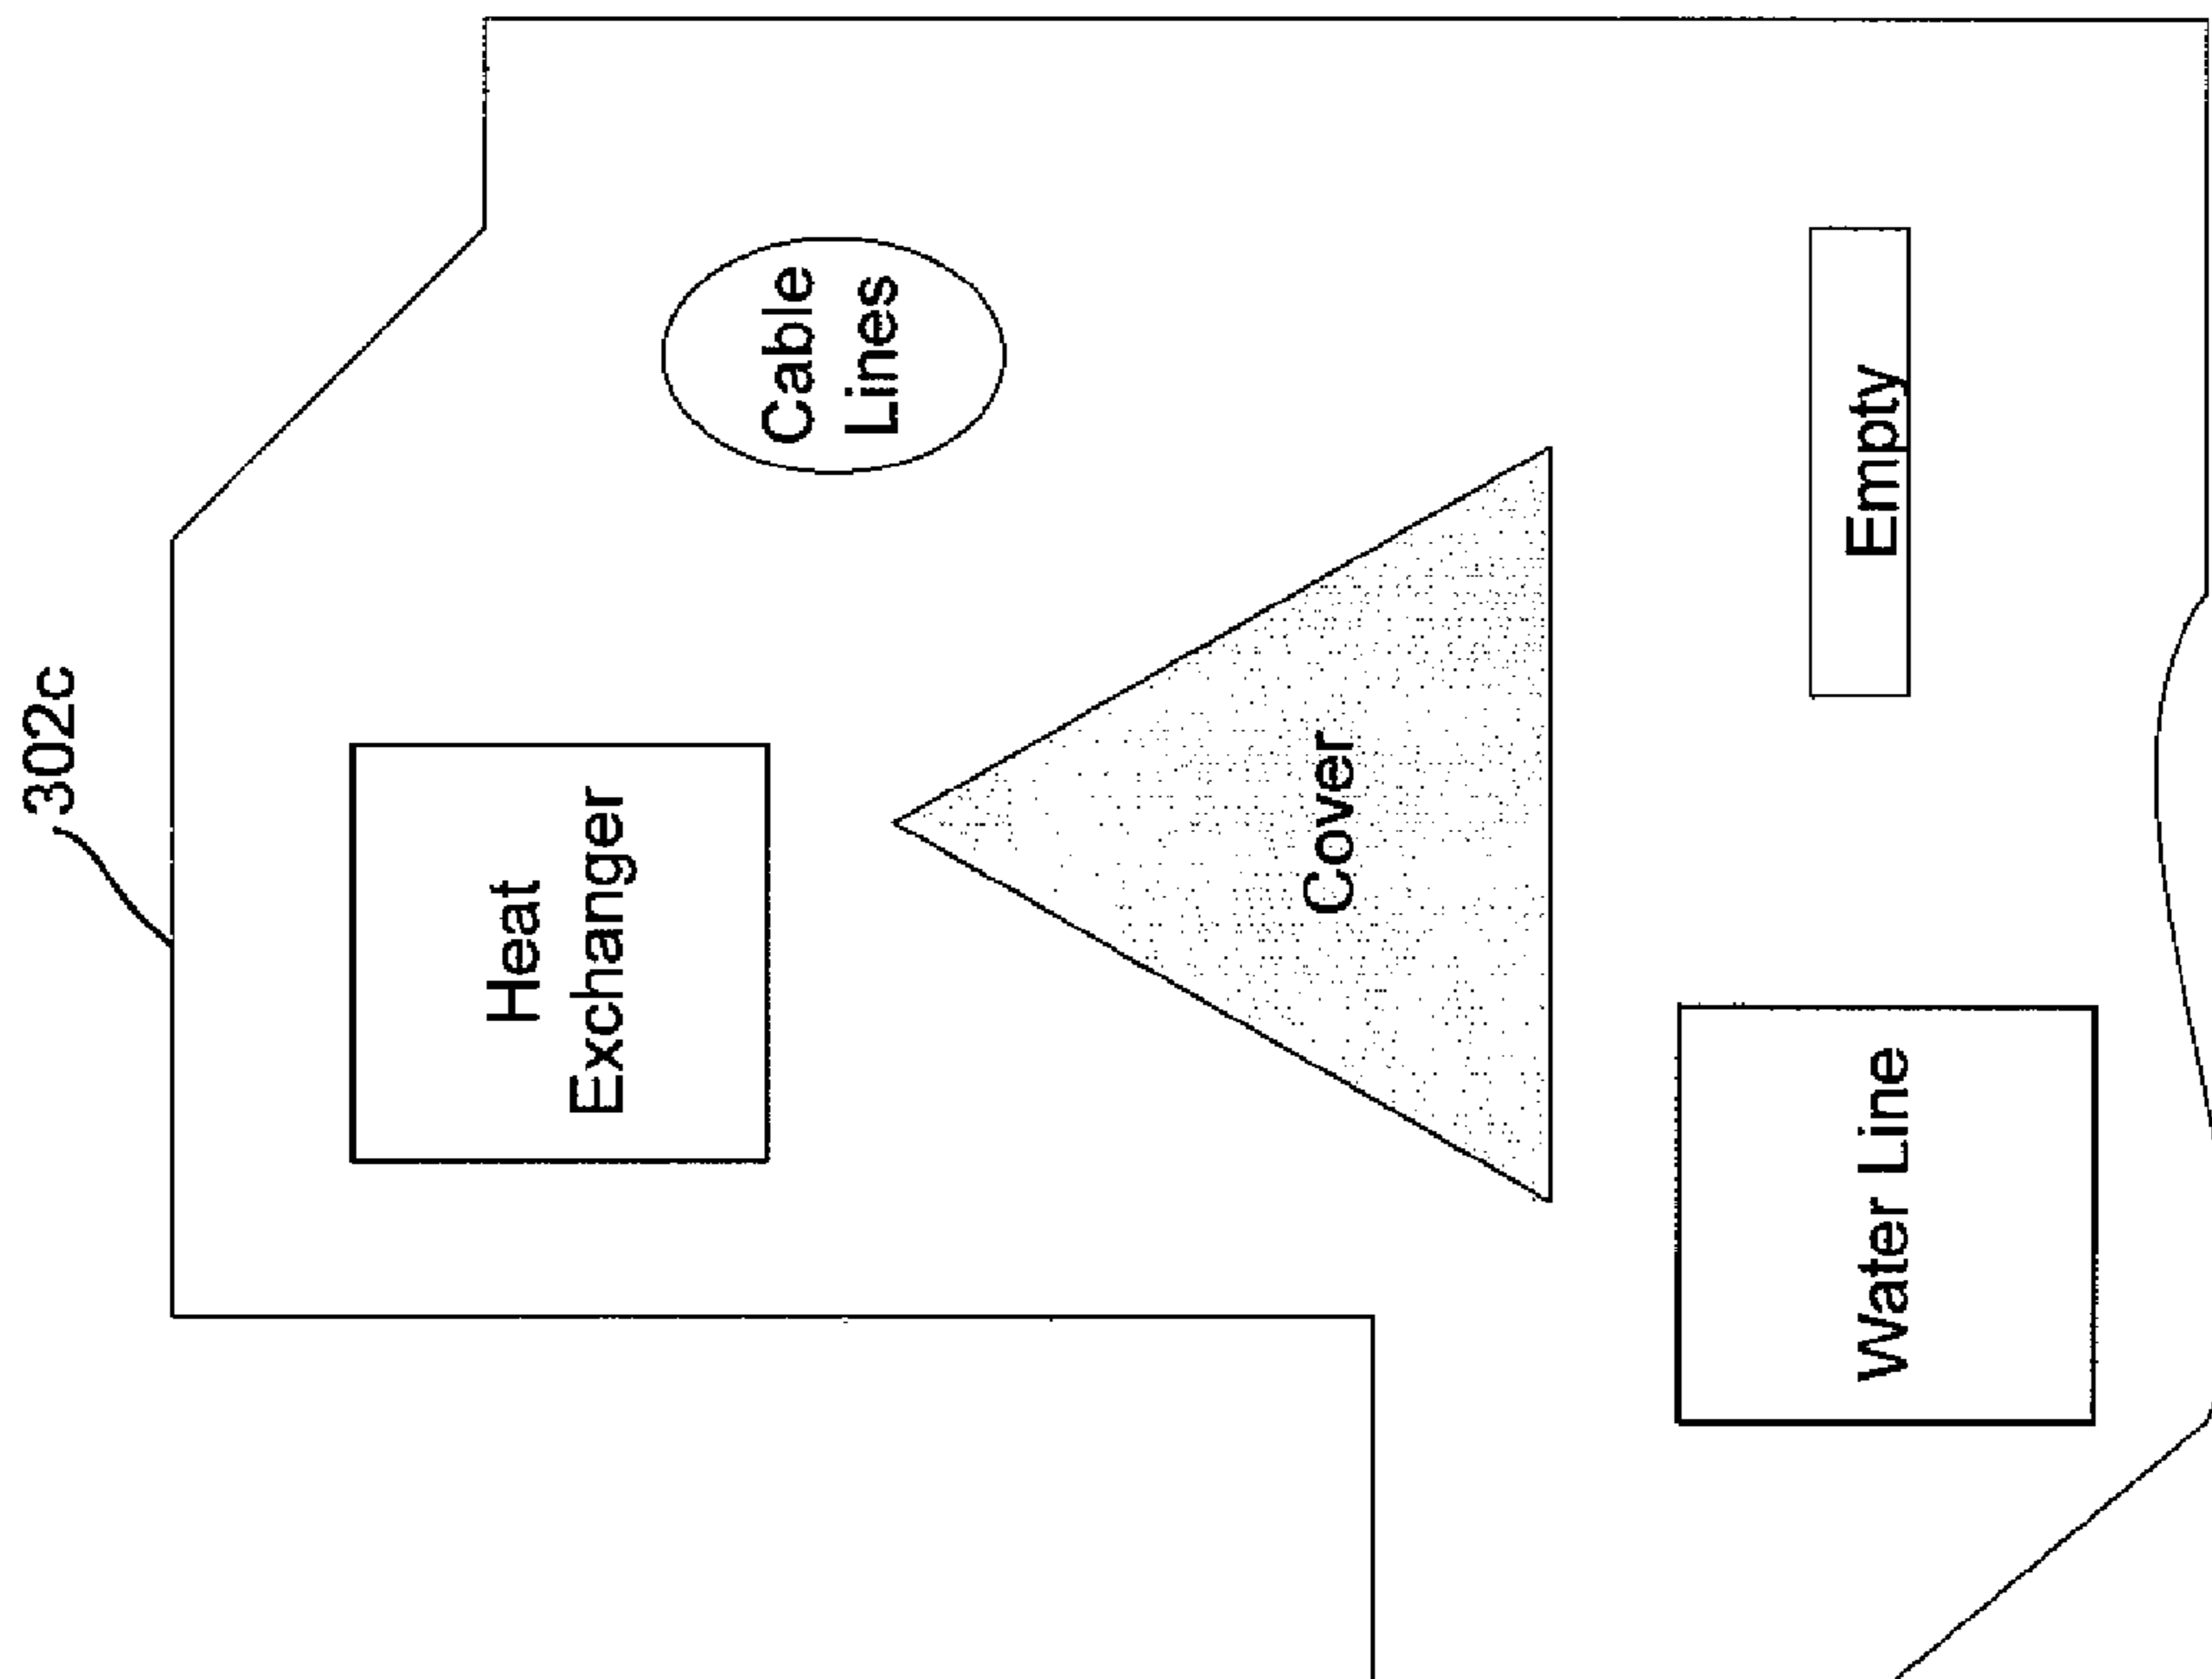 302c
Heat
Exchanger
Cable
Lines
Cover
Water Line
Empty